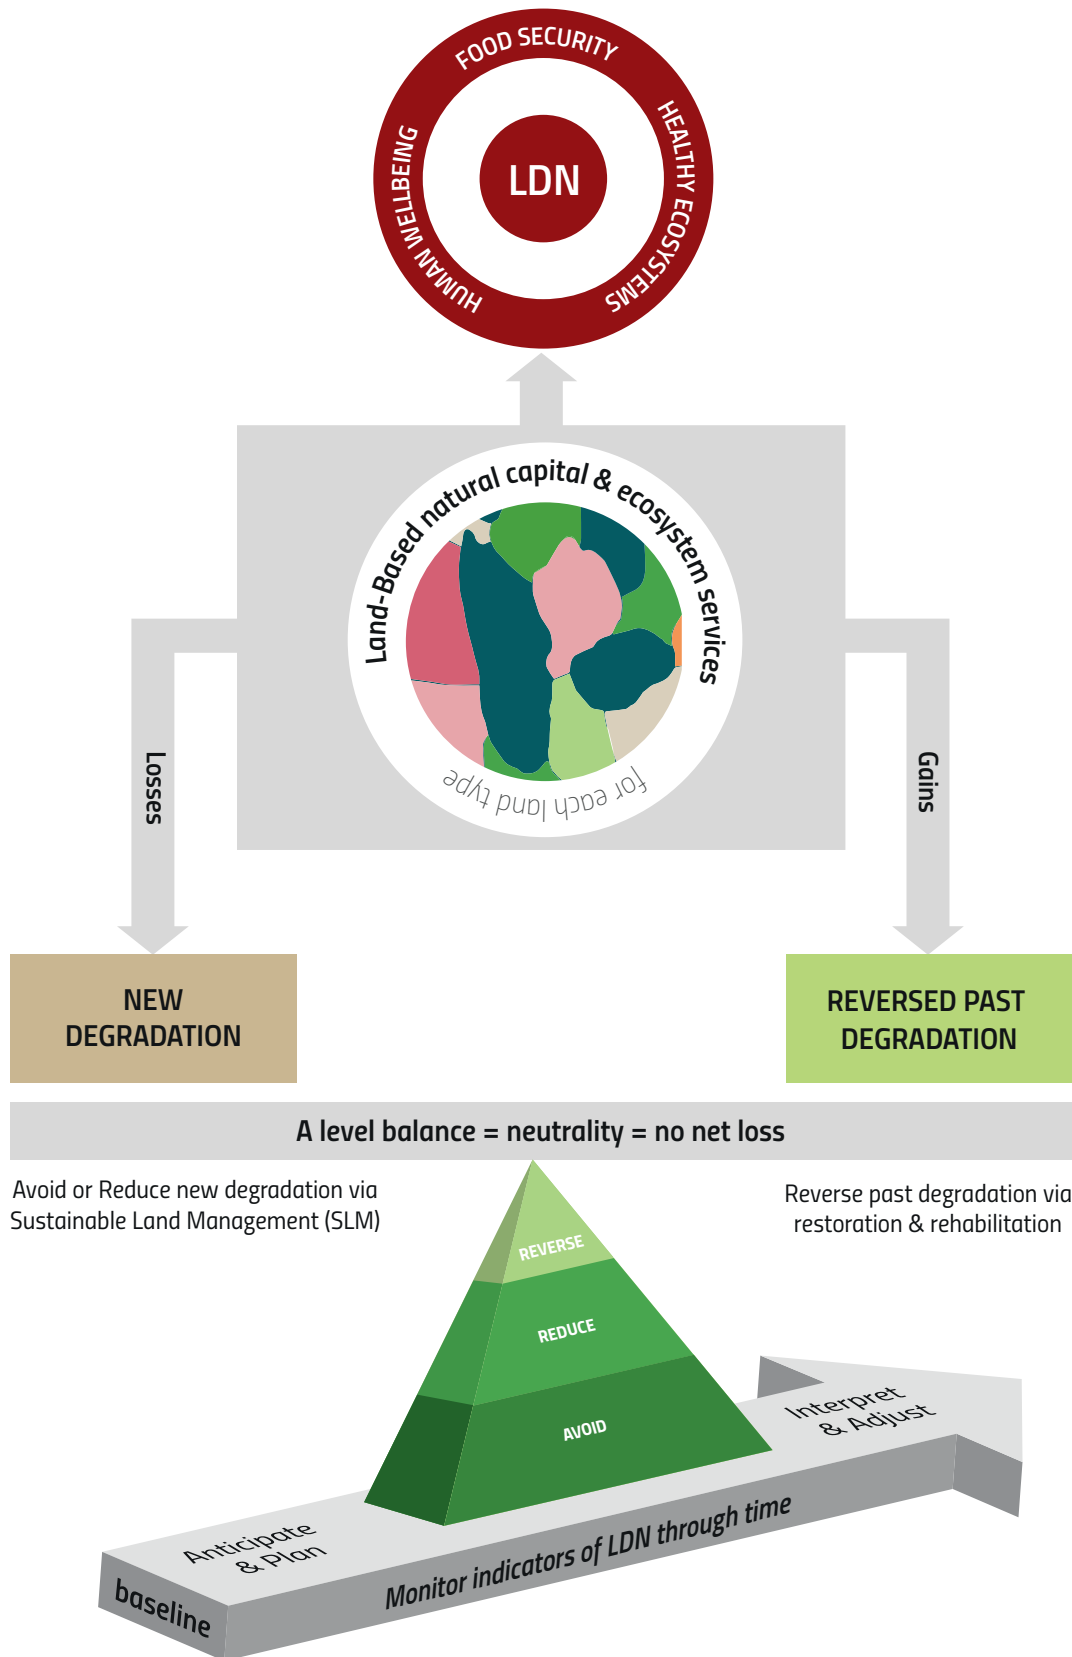 FOOD SECURITY
HUMAN WELLBEING
HEALTHY ECOSYSTEMS
LDN
Land-Based natural capital & ecosystem services
for each land type
Losses
Gains
NEW
DEGRADATION
REVERSED PAST
DEGRADATION
A level balance = neutrality = no net loss
Avoid or Reduce new degradation via
Sustainable Land Management (SLM)
Reverse past degradation via
restoration & rehabilitation
REVERSE
REDUCE
AVOID
Interpret
& Adjust
Anticipate
& Plan
Monitor indicators of LDN through time
baseline